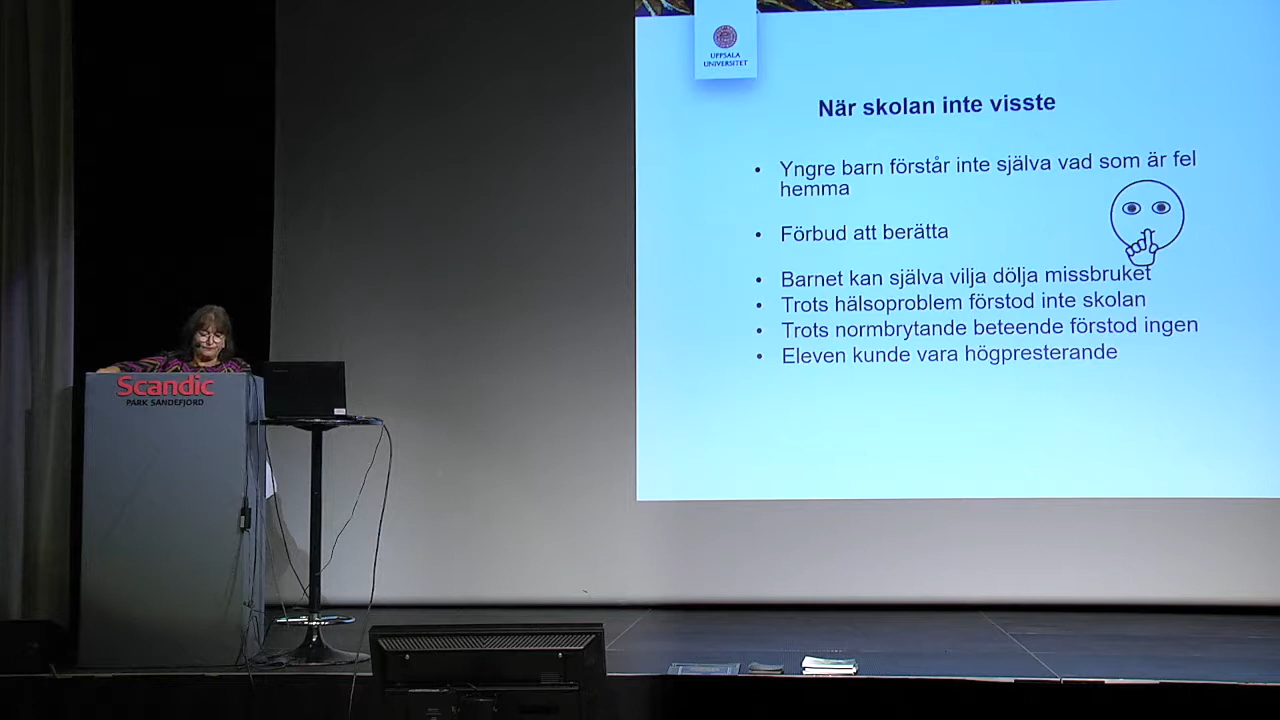 UPPSALA
UNIVERSITET
När skolan inte visste
• Yngre barn förstår inte själva vad som är fel
hemma
• Förbud att berätta
• Barnet kan själva vilja dölja missbruket
• Trots hälsoproblem förstod inte skolan
• Trots normbrytande beteende förstod ingen
• Eleven kunde vara högpresterande
Scandic
PARK SANDEFJORD